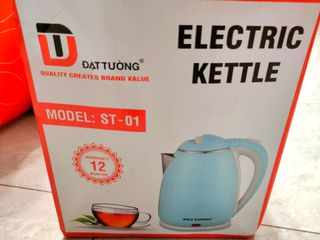 ĐẠT TƯỜNG®
QUALITY CREATES BRAND VALUE
ELECTRIC
KETTLE
MODEL: ST-01
WARRANTY
12
MONTHS
ĐẠT TƯỜNG®